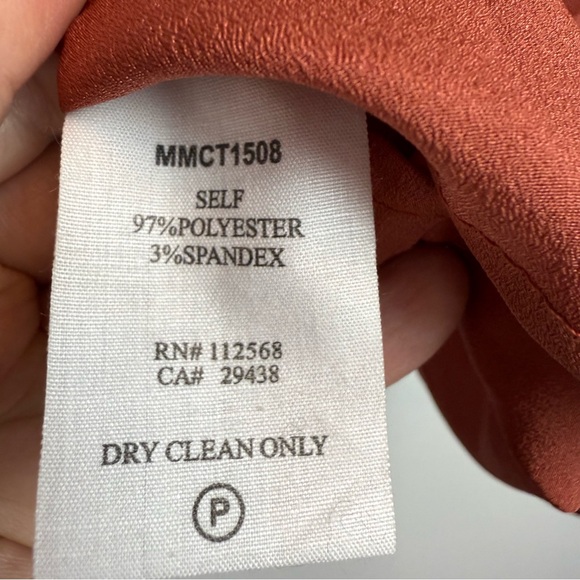 MMCT1508
SELF
97%POLYESTER
3%SPANDEX
RN# 112568
CA# 29438
DRY CLEAN ONLY
P